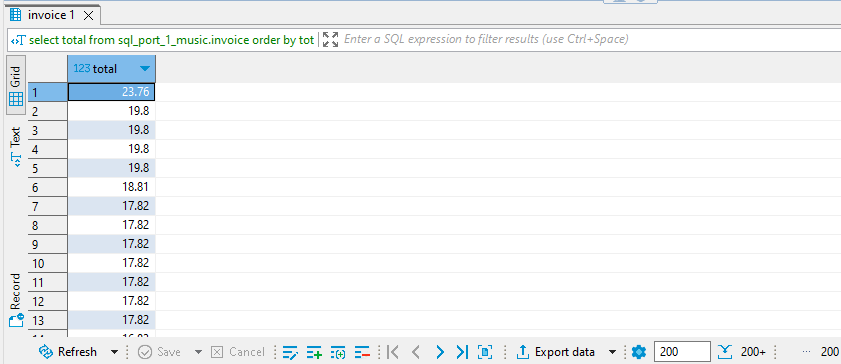 invoice 1
select total from sql_port_1_music.invoice order by tot
Enter a SQL expression to filter results (use Ctrl+Space)
Grid
Text
Record
123 total
1 23.76
2 19.8
3 19.8
4 19.8
5 19.8
6 18.81
7 17.82
8 17.82
9 17.82
10 17.82
11 17.82
12 17.82
13 17.82
Refresh Save Cancel Export data 200 200+ ... 200